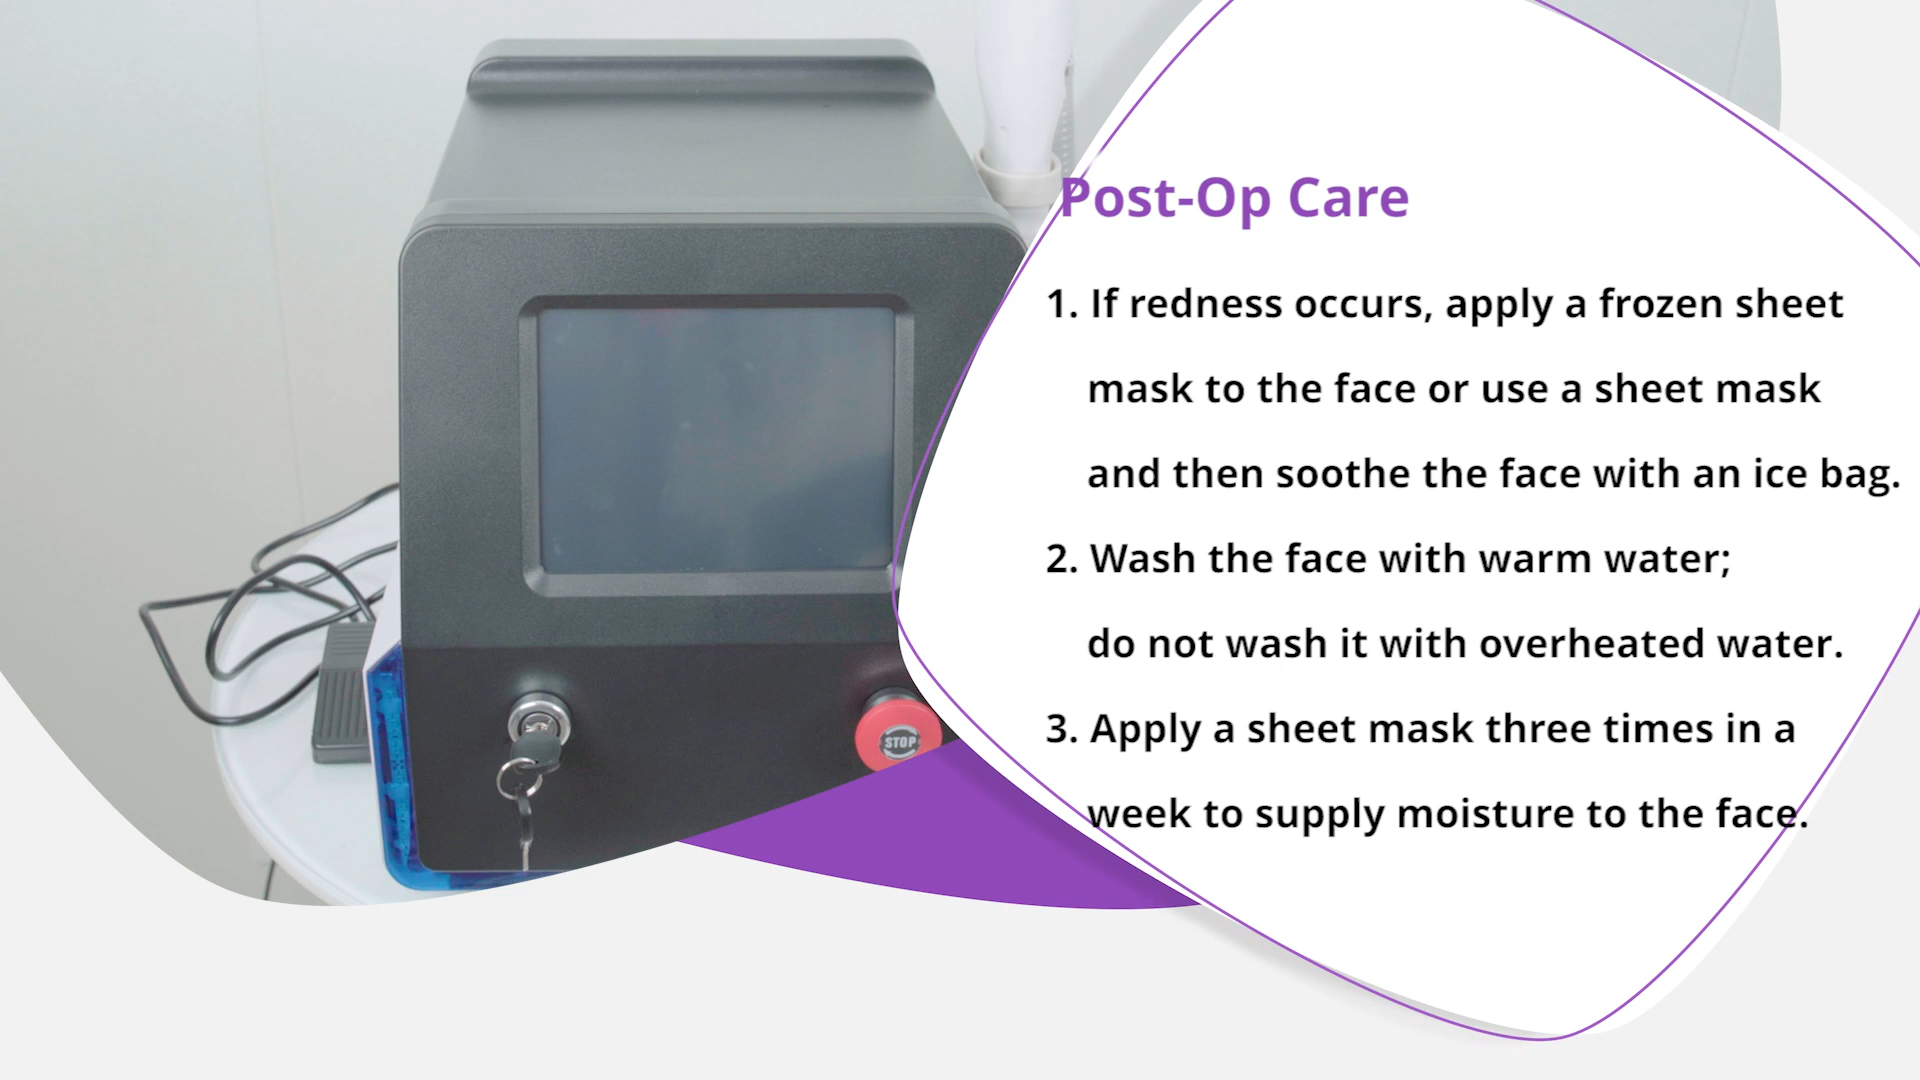 Post-Op Care
1. If redness occurs, apply a frozen sheet
mask to the face or use a sheet mask
and then soothe the face with an ice bag.
2. Wash the face with warm water;
do not wash it with overheated water.
3. Apply a sheet mask three times in a
week to supply moisture to the face.
STOP